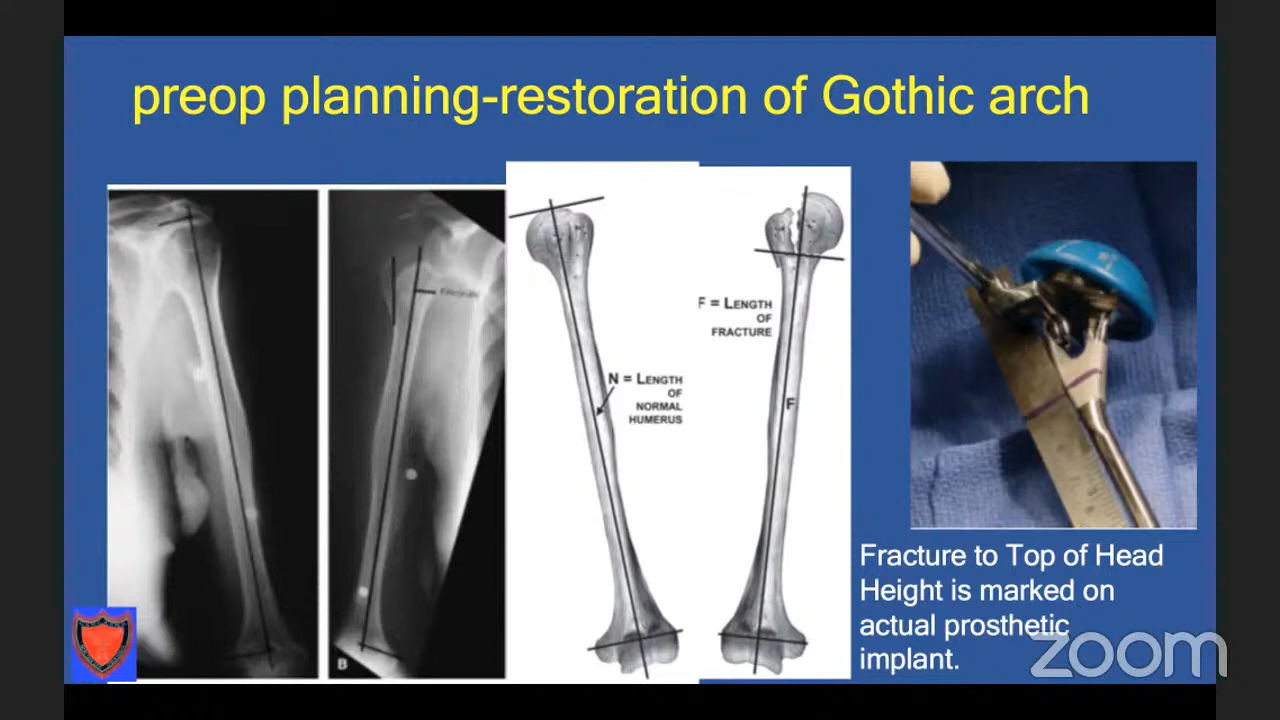 preop planning-restoration of Gothic arch
N = LENGTH
OF
NORMAL
HUMERUS
F = LENGTH
OF
FRACTURE
F
B
Fracture to Top of Head
Height is marked on
actual prosthetic
implant.
zoom